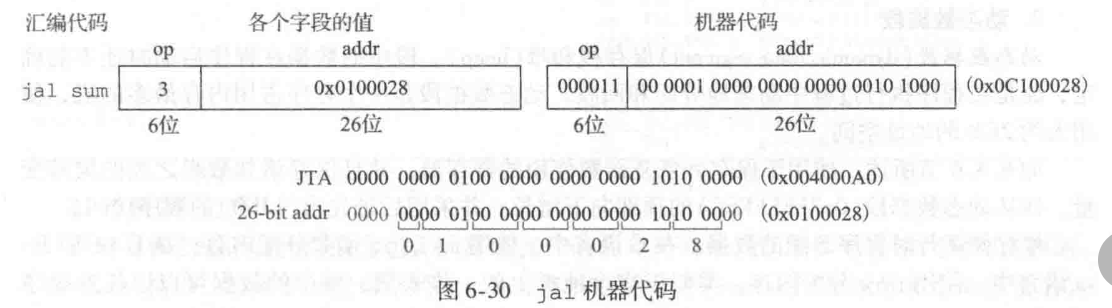 汇编代码 各个字段的值 机器代码
op addr op addr
jal sum 3 0x0100028 000011 00 0001 0000 0000 0000 0010 1000 (0x0C100028)
6位 26位 6位 26位
JTA 0000 0000 0100 0000 0000 0000 1010 0000 (0x004000A0)
26-bit addr 0000 0000 0100 0000 0000 0000 1010 0000 (0x0100028)
0 1 0 0 0 2 8
图 6-30 jal 机器代码